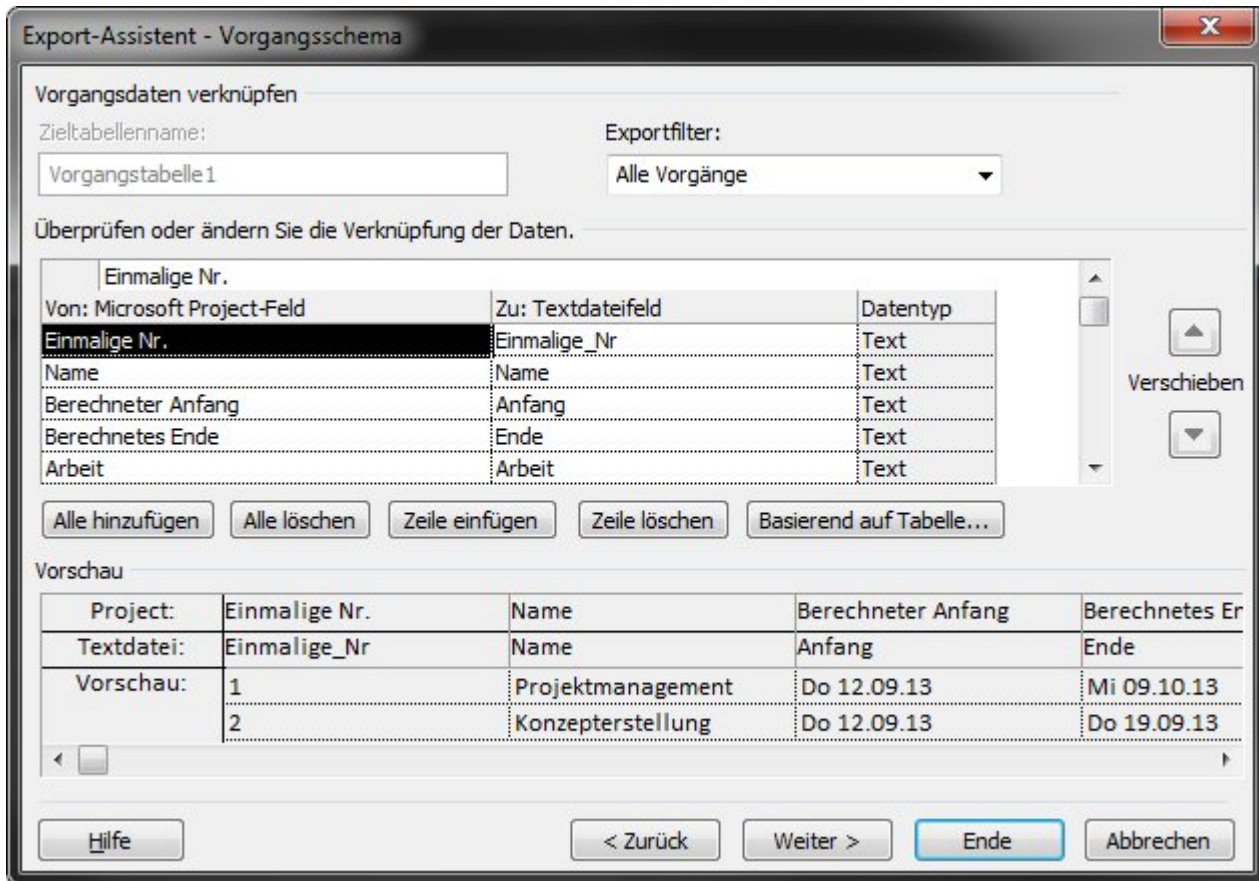 Export-Assistent - Vorgangsschema
Vorgangsdaten verknüpfen
Zieltabellenname: Exportfilter:
Vorgangstabelle1 Alle Vorgänge
Überprüfen oder ändern Sie die Verknüpfung der Daten.
Einmalige Nr.
Von: Microsoft Project-Feld Zu: Textdateifeld Datentyp
Einmalige Nr. Einmalige_Nr Text
Name Name Text
Berechneter Anfang Anfang Text
Berechnetes Ende Ende Text
Arbeit Arbeit Text
Verschieben
Alle hinzufügen Alle löschen Zeile einfügen Zeile löschen Basierend auf Tabelle...
Vorschau
Project: Einmalige Nr. Name Berechneter Anfang Berechnetes En
Textdatei: Einmalige_Nr Name Anfang Ende
Vorschau: 1 Projektmanagement Do 12.09.13 Mi 09.10.13
2 Konzepterstellung Do 12.09.13 Do 19.09.13
Hilfe < Zurück Weiter > Ende Abbrechen